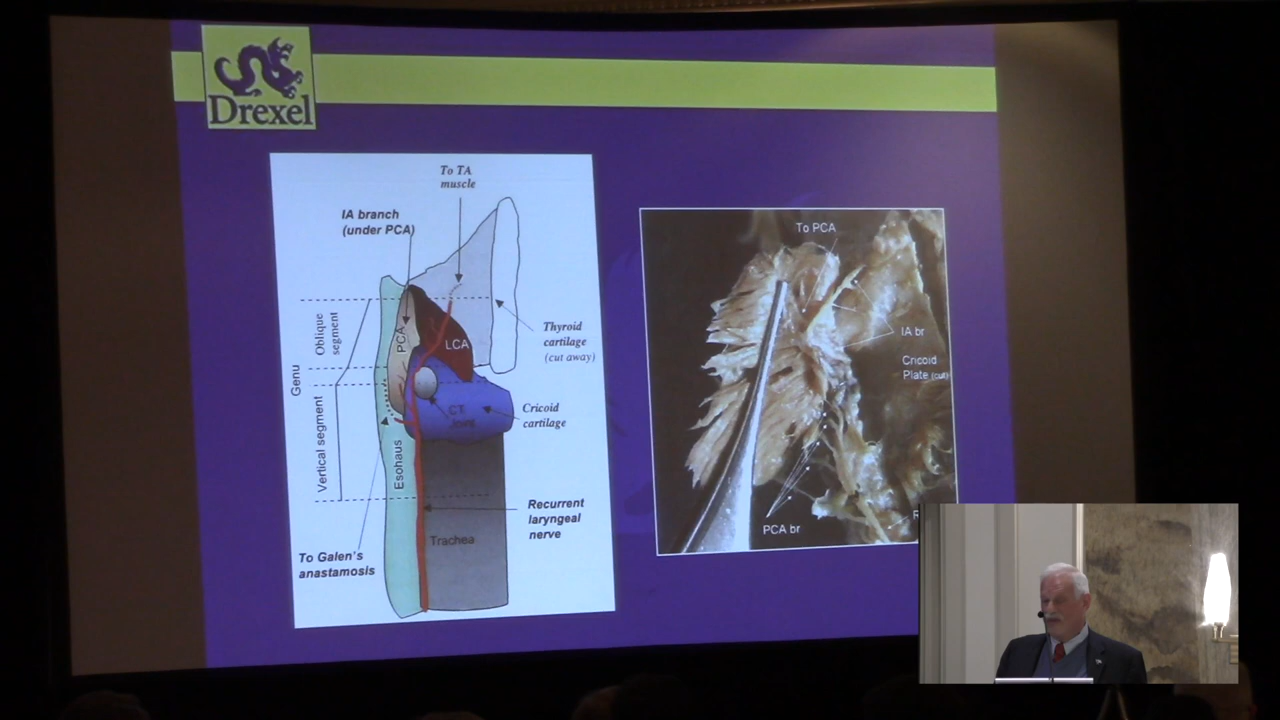 Drexel
To TA
muscle
IA branch
(under PCA)
Oblique
segment
PCA
LCA
Thyroid
cartilage
(cut away)
Genu
CT
Joint
Cricoid
cartilage
Vertical segment
Esohaus
Recurrent
laryngeal
nerve
Trachea
To Galen's
anastamosis
To PCA
IA br
Cricoid
Plate (cut)
PCA br
R